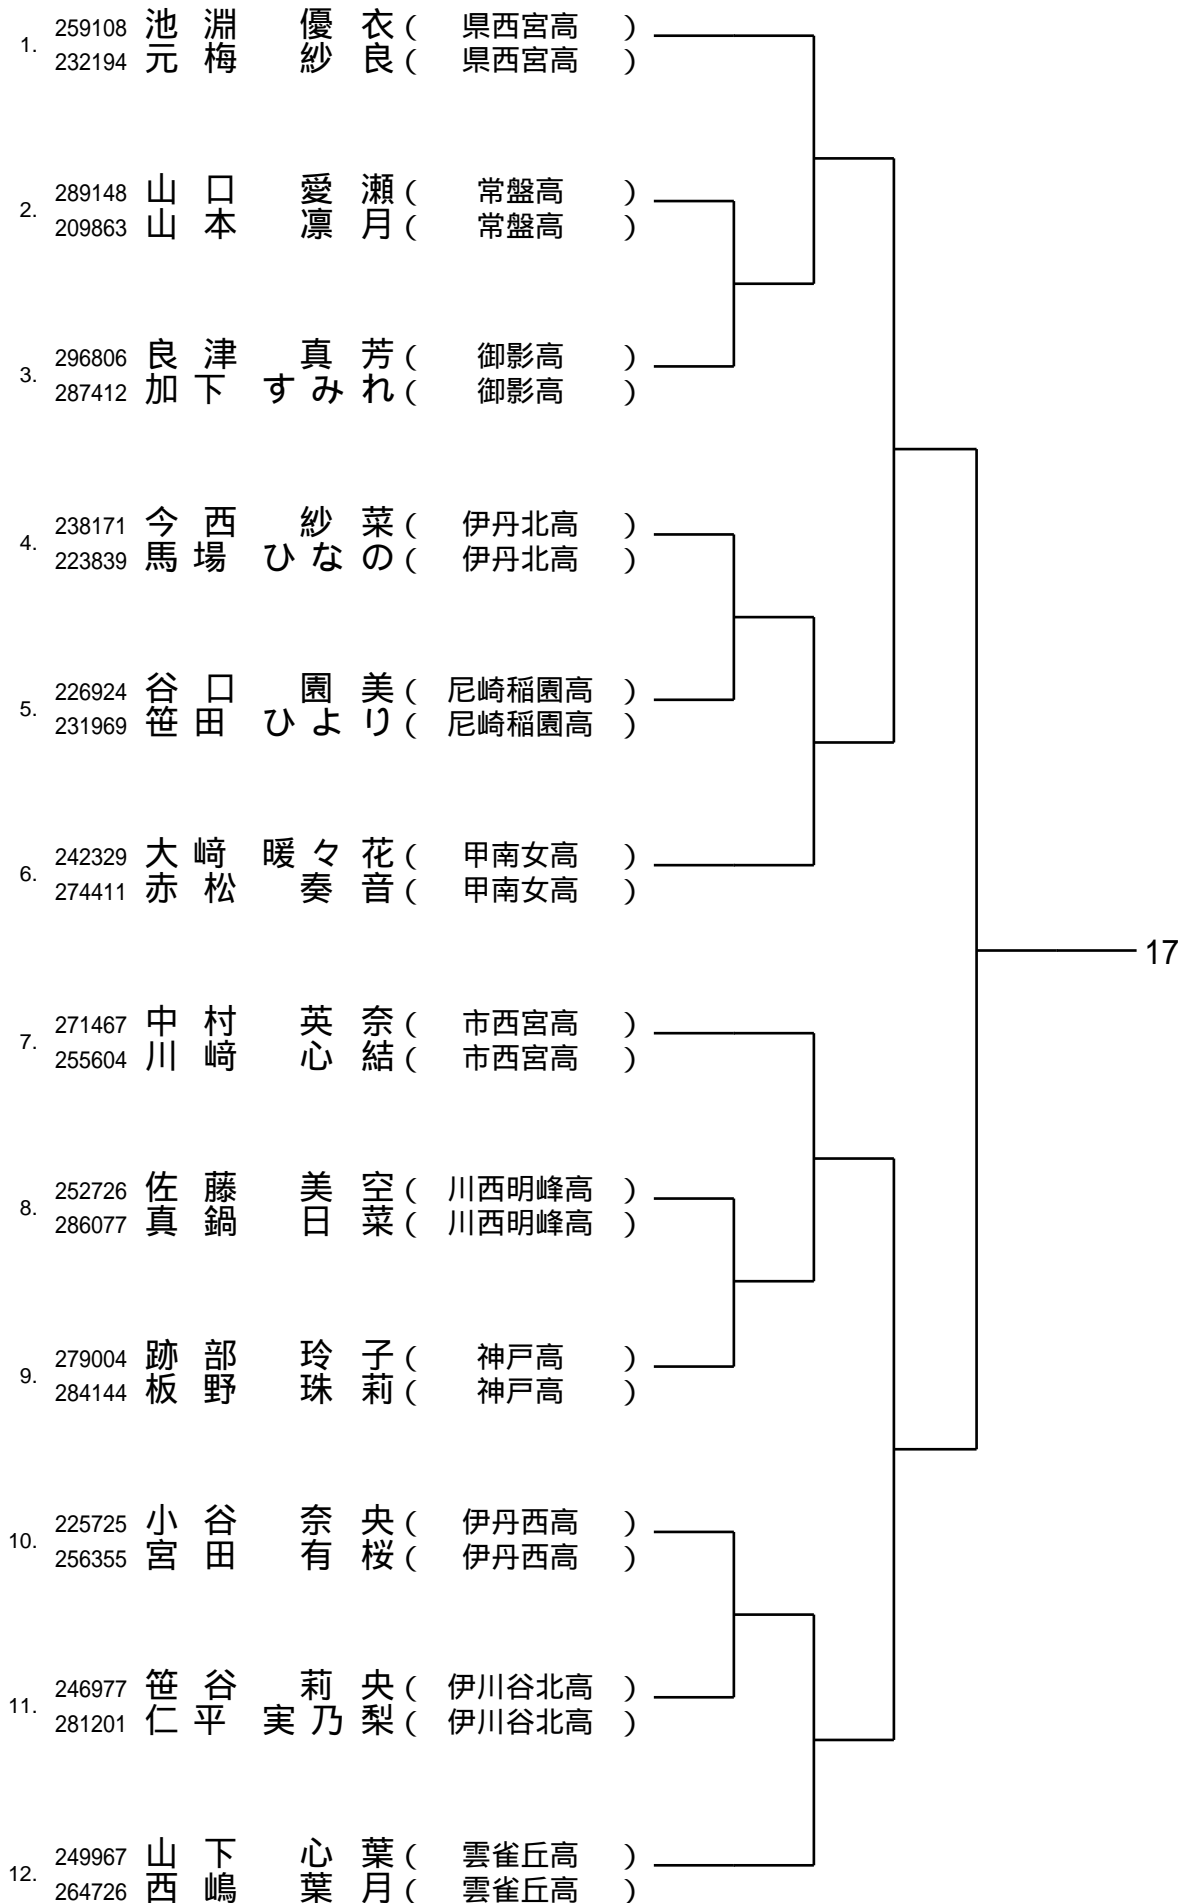 1. 259108 池淵 優衣 ( 県西宮高 )
232194 元梅 紗良 ( 県西宮高 )
2. 289148 山口 愛瀬 ( 常盤高 )
209863 山本 凛月 ( 常盤高 )
3. 296806 良津 真芳 ( 御影高 )
287412 加下 すみれ ( 御影高 )
4. 238171 今西 紗菜 ( 伊丹北高 )
223839 馬場 ひなの ( 伊丹北高 )
5. 226924 谷口 園美 ( 尼崎稲園高 )
231969 笹田 ひより ( 尼崎稲園高 )
6. 242329 大﨑 暖々花 ( 甲南女高 )
274411 赤松 奏音 ( 甲南女高 )
17
7. 271467 中村 英奈 ( 市西宮高 )
255604 川﨑 心結 ( 市西宮高 )
8. 252726 佐藤 美空 ( 川西明峰高 )
286077 真鍋 日菜 ( 川西明峰高 )
9. 279004 跡部 玲子 ( 神戸高 )
284144 板野 珠莉 ( 神戸高 )
10. 225725 小谷 奈央 ( 伊丹西高 )
256355 宮田 有桜 ( 伊丹西高 )
11. 246977 笹谷 莉央 ( 伊川谷北高 )
281201 仁平 実乃梨 ( 伊川谷北高 )
12. 249967 山下 心葉 ( 雲雀丘高 )
264726 西嶋 葉月 ( 雲雀丘高 )